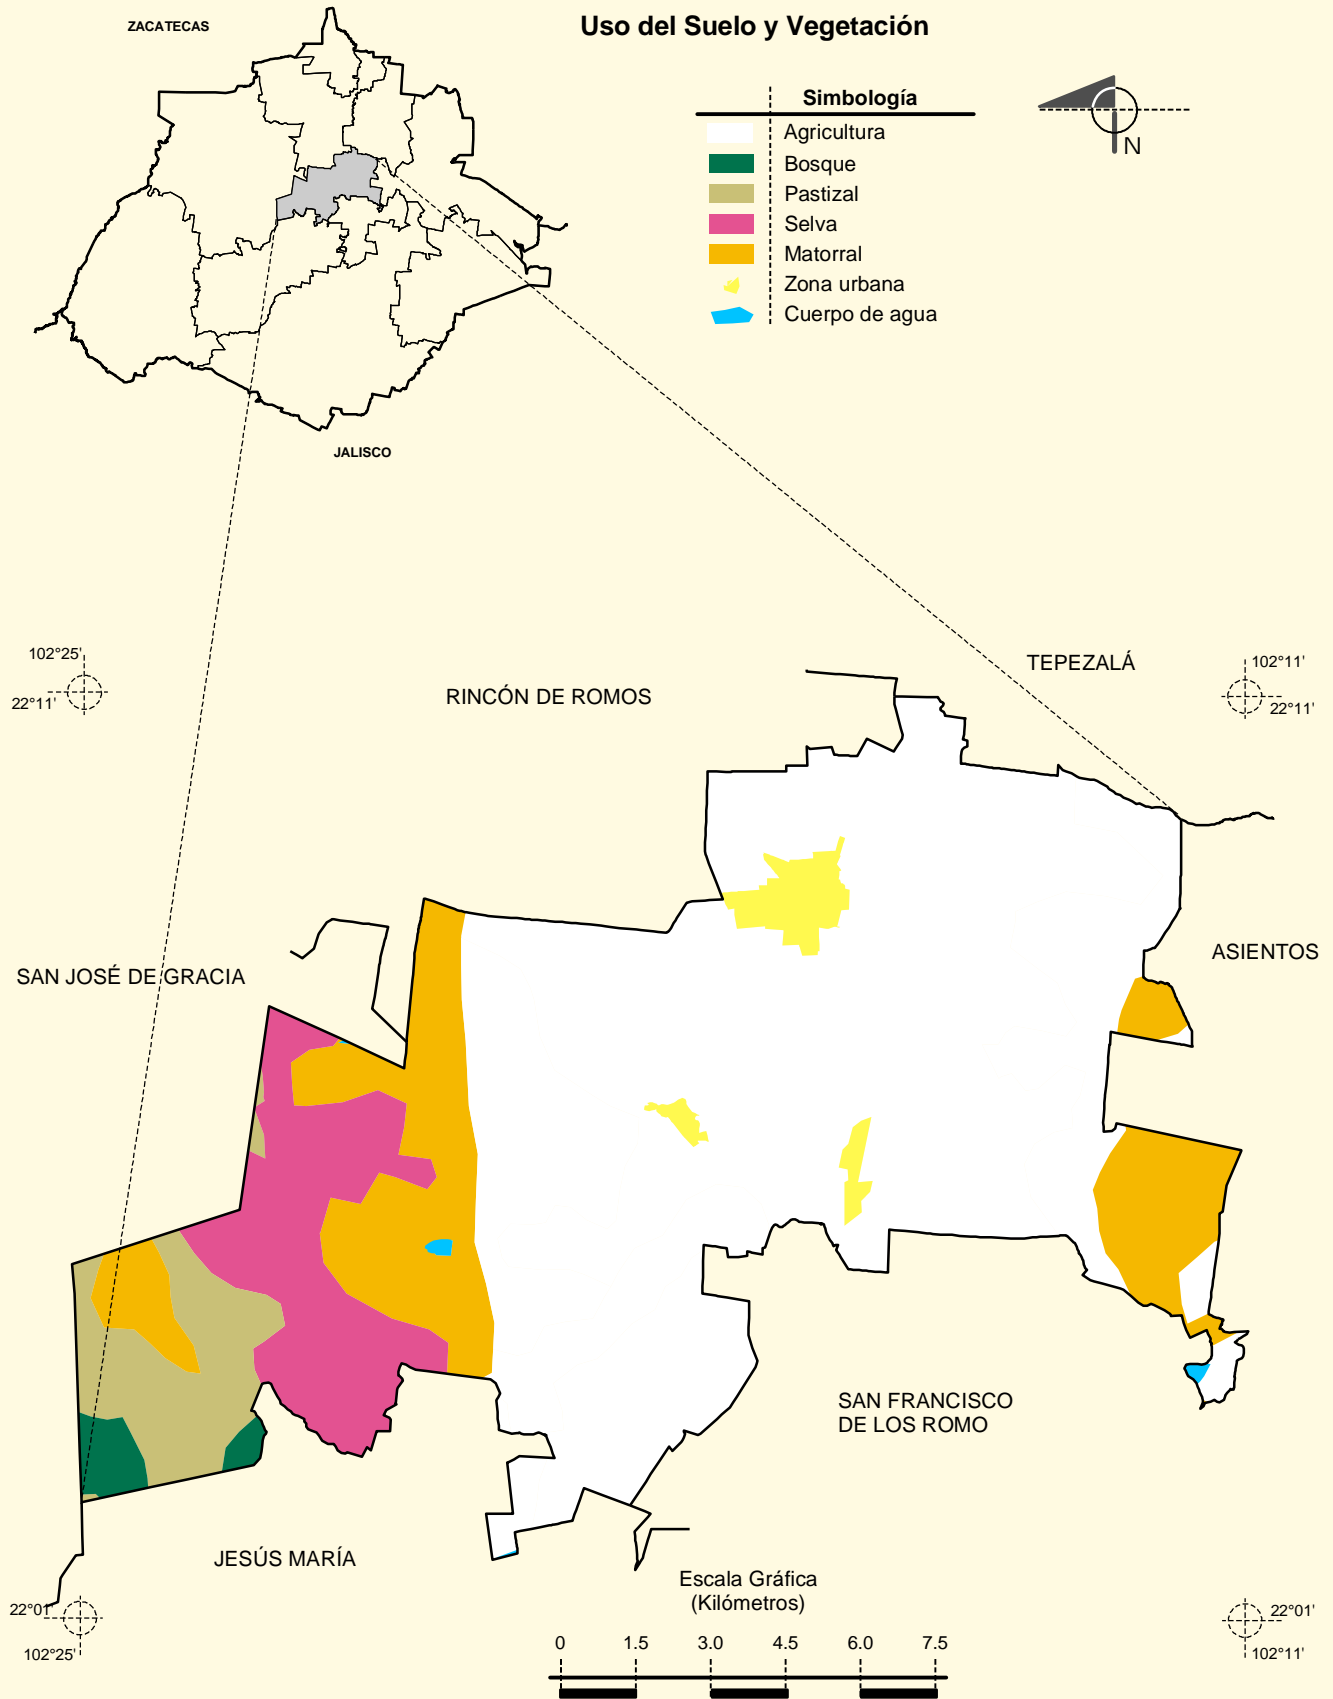 Uso del Suelo y Vegetación
ZACATECAS
JALISCO
Simbología
Agricultura
Bosque
Pastizal
Selva
Matorral
Zona urbana
Cuerpo de agua
N
102°25'
22°11'
RINCÓN DE ROMOS
TEPEZALÁ
102°11'
22°11'
SAN JOSÉ DE GRACIA
ASIENTOS
SAN FRANCISCO
DE LOS ROMO
JESÚS MARÍA
22°01'
102°25'
22°01'
102°11'
Escala Gráfica
(Kilómetros)
0 1.5 3.0 4.5 6.0 7.5